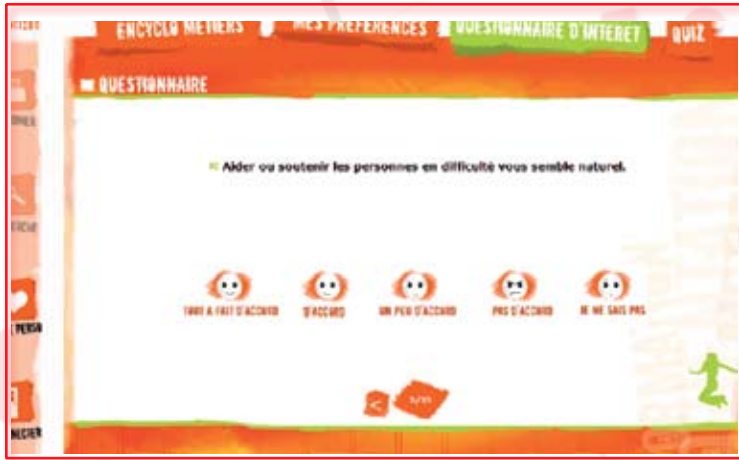 ENCYCLO METIERS
MES PREFERENCES
QUESTIONNAIRE D'INTERET
QUIZ
QUESTIONNAIRE
Aider ou soutenir les personnes en difficulté vous semble naturel.
TOUT A FAIT D'ACCORD
D'ACCORD
UN PEU D'ACCORD
PAS D'ACCORD
JE NE SAIS PAS
<
PERSO